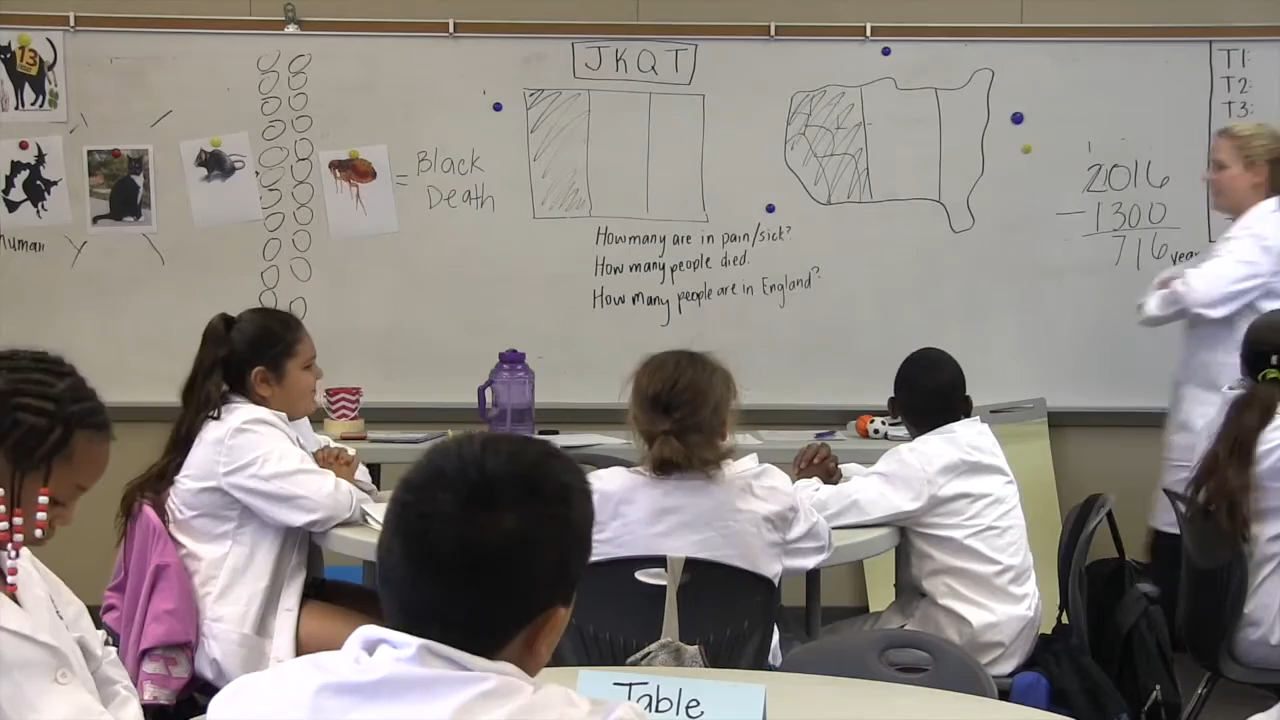 13
human
Black
Death
JKQT
How many are in pain/sick?
How many people died.
How many people are in England?
2016
- 1300
716 year
T1:
T2:
T3:
Table